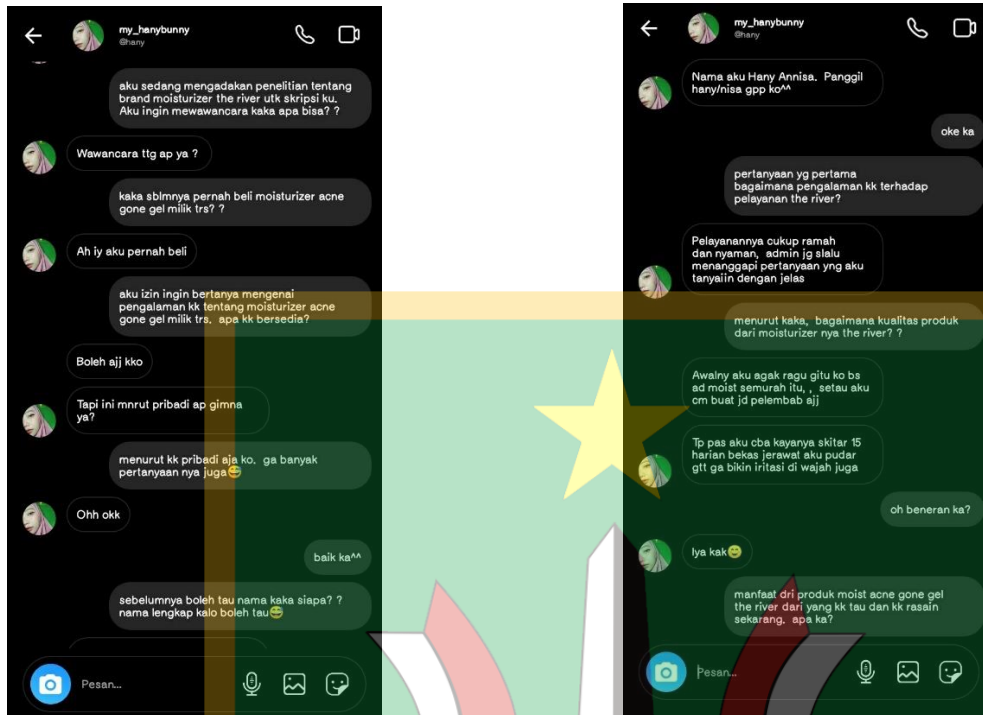 my_hanybunny
@hany
aku sedang mengadakan penelitian tentang
brand moisturizer the river utk skripsi ku.
Aku ingin mewawancara kaka apa bisa? ?
Wawancara ttg ap ya ?
kaka sblmnya pernah beli moisturizer acne
gone gel milik trs? ?
Ah iy aku pernah beli
aku izin ingin bertanya mengenai
pengalaman kk tentang moisturizer acne
gone gel milik trs, apa kk bersedia?
Boleh ajj kko
Tapi ini mnrut pribadi ap gimna
ya?
menurut kk pribadi aja ko, ga banyak
pertanyaan nya juga😅
Ohh okk
baik ka^^
sebelumnya boleh tau nama kaka siapa? ?
nama lengkap kalo boleh tau😅
Pesan...
my_hanybunny
@hany
Nama aku Hany Annisa, Panggil
hany/nisa gpp ko^^
oke ka
pertanyaan yg pertama
bagaimana pengalaman kk terhadap
pelayanan the river?
Pelayanannya cukup ramah
dan nyaman, admin jg slalu
menanggapi pertanyaan yng aku
tanyaiin dengan jelas
menurut kaka, bagaimana kualitas produk
dari moisturizer nya the river? ?
Awalny aku agak ragu gitu ko bs
ad moist semurah itu, , setau aku
cm buat jd pelembab ajj
Tp pas aku cba kayanya skitar 15
harian bekas jerawat aku pudar
gtt ga bikin iritasi di wajah juga
oh beneran ka?
Iya kak😊
manfaat dri produk moist acne gone gel
the river dari yang kk tau dan kk rasain
sekarang, apa ka?
Pesan...